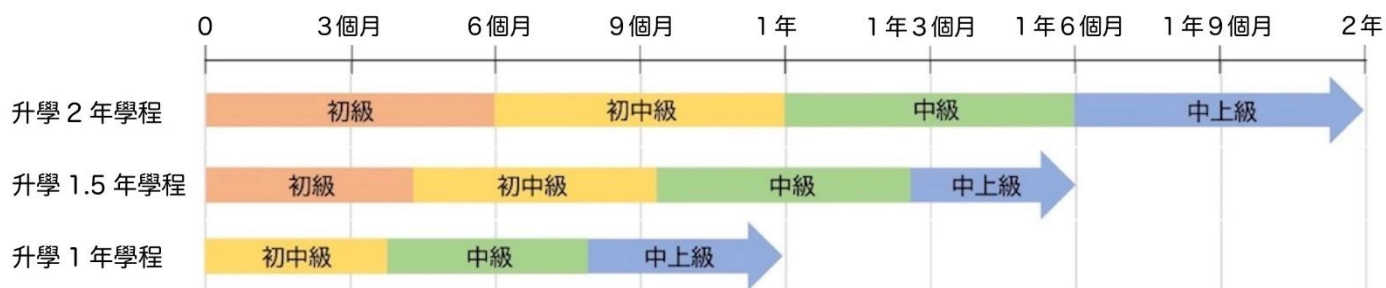 0 3個月 6個月 9個月 1年 1年3個月 1年6個月 1年9個月 2年
升學 2 年學程 初級 初中級 中級 中上級
升學 1.5 年學程 初級 初中級 中級 中上級
升學 1 年學程 初中級 中級 中上級